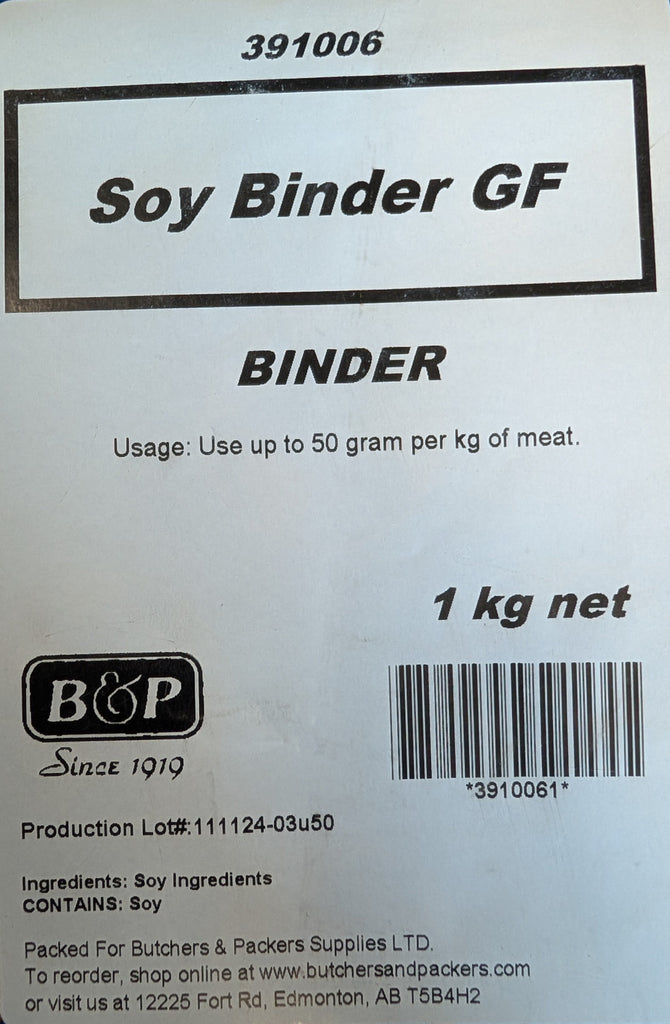 391006
Soy Binder GF
BINDER
Usage: Use up to 50 gram per kg of meat.
1 kg net
B&P
Since 1919
*3910061*
Production Lot#:111124-03u50
Ingredients: Soy Ingredients
CONTAINS: Soy
Packed For Butchers & Packers Supplies LTD.
To reorder, shop online at www.butchersandpackers.com
or visit us at 12225 Fort Rd, Edmonton, AB T5B4H2